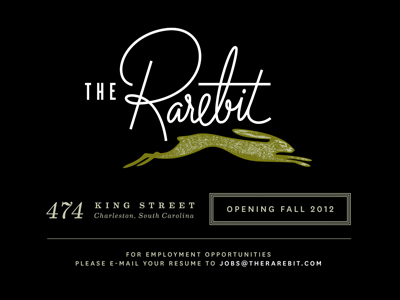 THE Rarebit
474 KING STREET
Charleston, South Carolina
OPENING FALL 2012
FOR EMPLOYMENT OPPORTUNITIES
PLEASE E-MAIL YOUR RESUME TO JOBS@THERAREBIT.COM